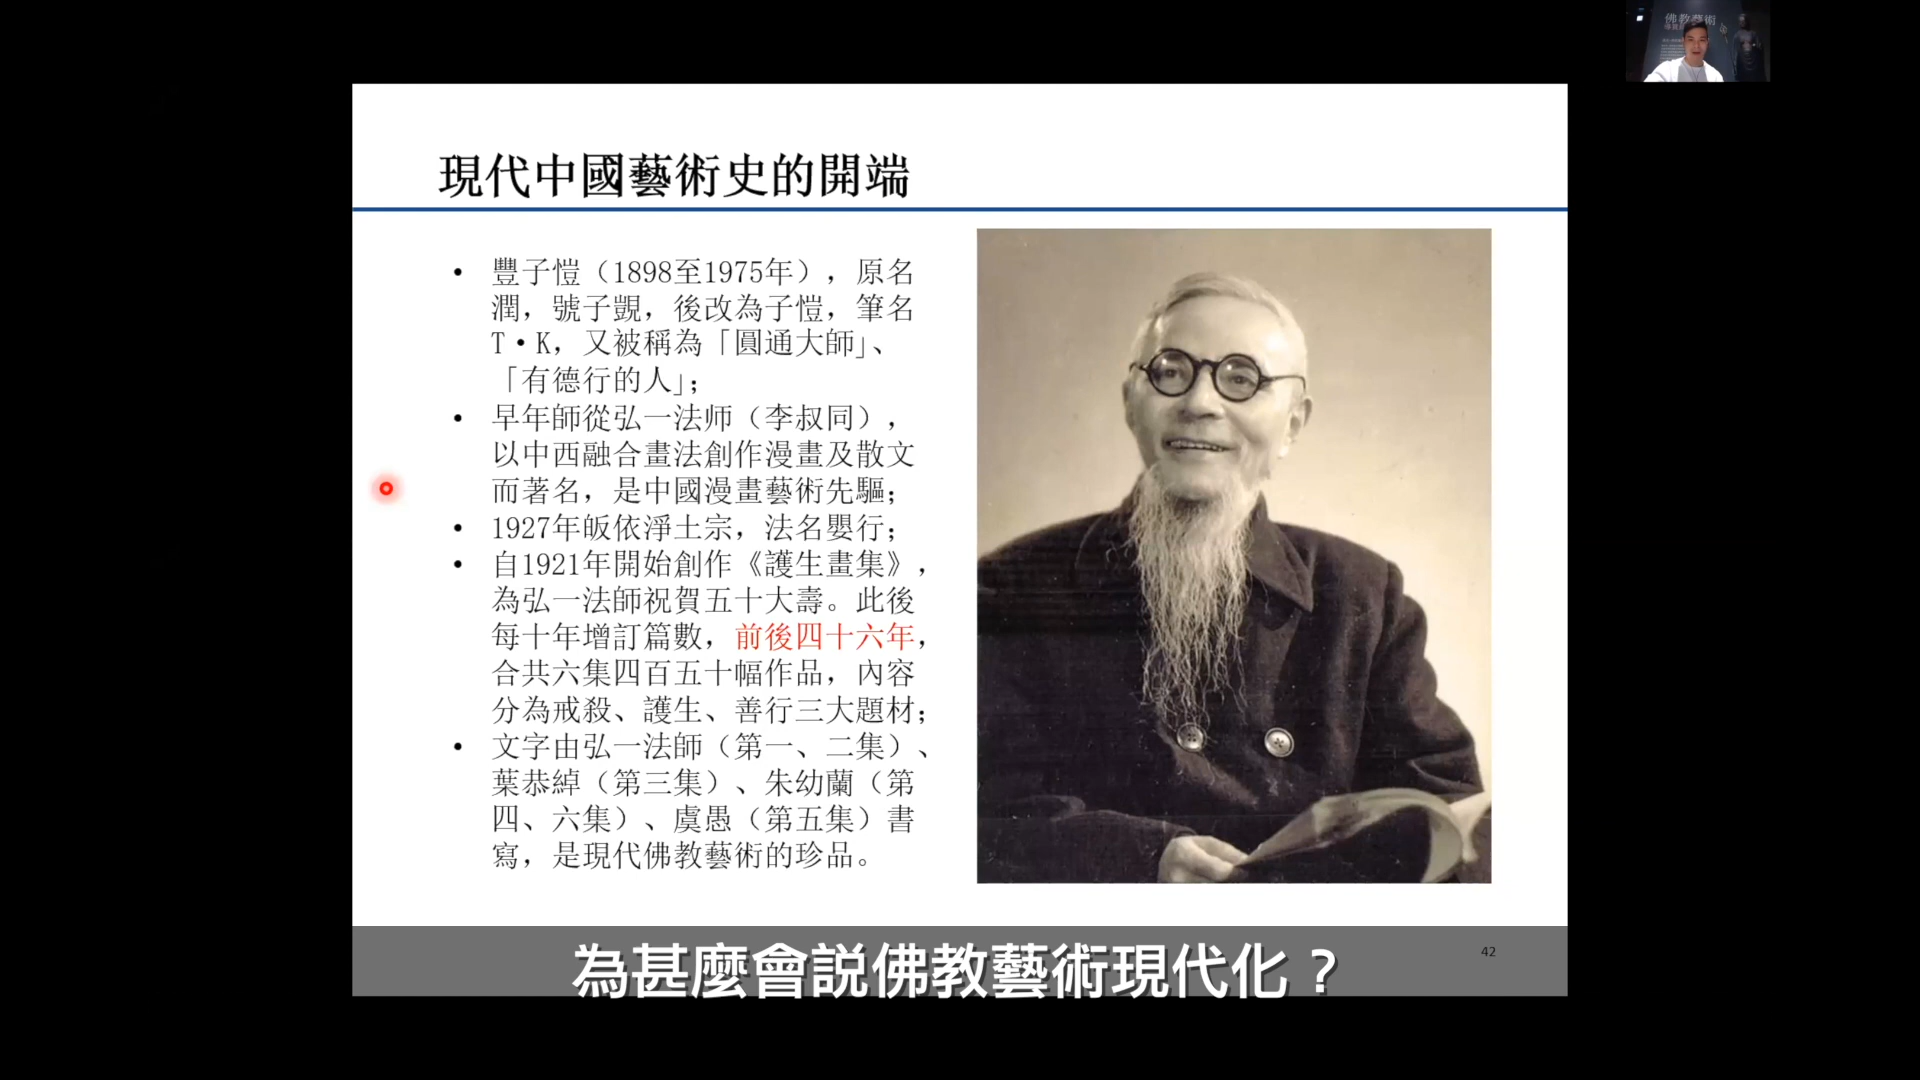 佛教藝術
現代中國藝術史的開端
• 豐子愷（1898至1975年），原名
潤，號子覬，後改為子愷，筆名
T•K，又被稱為「圓通大師」、
「有德行的人」；
• 早年師從弘一法师（李叔同），
以中西融合畫法創作漫畫及散文
而著名，是中國漫畫藝術先驅；
• 1927年皈依淨土宗，法名嬰行；
• 自1921年開始創作《護生畫集》，
為弘一法師祝賀五十大壽。此後
每十年增訂篇數，前後四十六年，
合共六集四百五十幅作品，內容
分為戒殺、護生、善行三大題材；
• 文字由弘一法師（第一、二集）、
葉恭綽（第三集）、朱幼蘭（第
四、六集）、虞愚（第五集）書
寫，是現代佛教藝術的珍品。
為甚麼會説佛教藝術現代化？
42